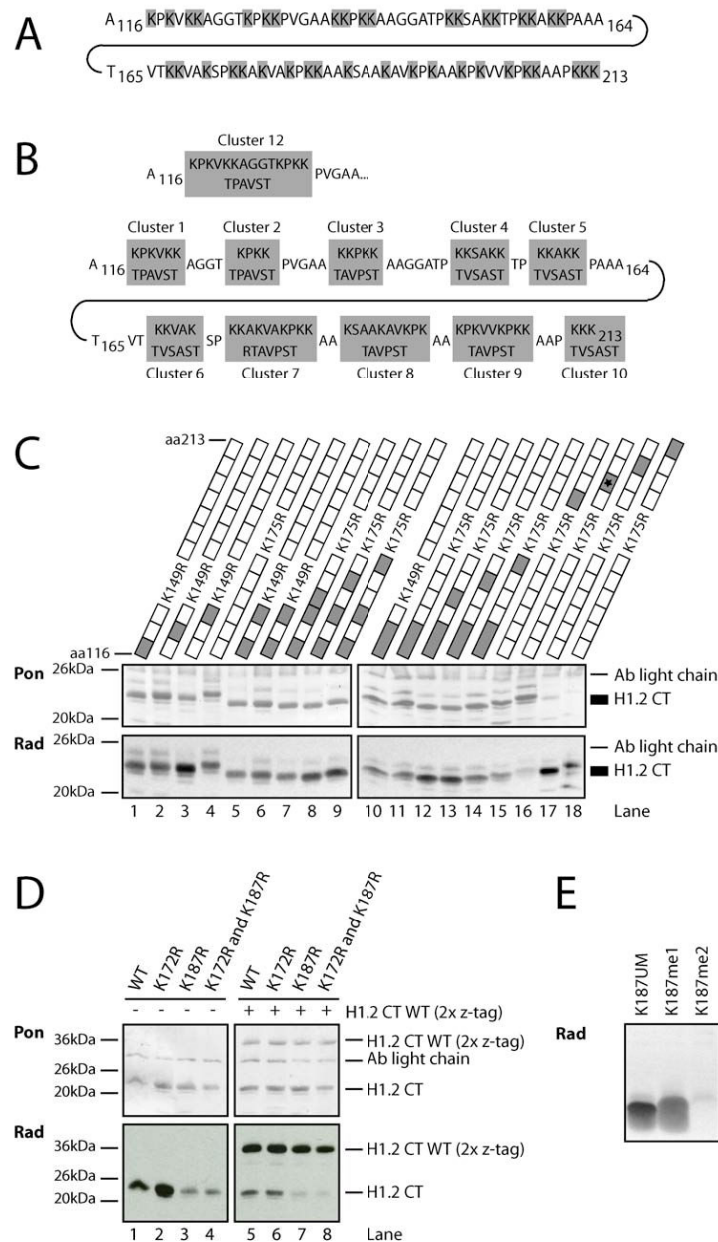 A
A116 KPKVKKAGGTKPKKPVGAAKKPKKAAGGATPKKSAKKTPKKAKKPAAA164
T165 VTKKVAKSPKKAKVAKPKKAAKSAAKAVKPKAAKPKVVKPKKAAPKKK 213
B
Cluster 12
A116 KPKVKKAGGTKPKK PVGAA...
TPAVST
Cluster 1 Cluster 2 Cluster 3 Cluster 4 Cluster 5
A116 KPKVKK AGGT KPKK PVGAA KKPKK AAGGATP KKSAKK TP KKAKK PAAA164
TPAVST TPAVST TAVPST TVSAST TVSAST
T165 VT KKVAK SP KKAKVAKPKK AA KSAAKAVKPK AA KPKVVKPKK AAP KKK 213
TVSAST RTAVPST TAVPST TAVPST TVSAST
Cluster 6 Cluster 7 Cluster 8 Cluster 9 Cluster 10
C
aa213
K149R K149R K149R K175R K175R K175R K175R K175R K149R K175R K175R K175R K175R K175R K175R K175R K175R
aa116
Pon
26kDa
20kDa
Ab light chain
H1.2 CT
Rad
26kDa
20kDa
Ab light chain
H1.2 CT
1 2 3 4 5 6 7 8 9 10 11 12 13 14 15 16 17 18 Lane
D
WT K172R K187R K172R and K187R WT K172R K187R K172R and K187R
- - - - + + + + H1.2 CT WT (2x z-tag)
Pon
36kDa
26kDa
20kDa
H1.2 CT WT (2x z-tag)
Ab light chain
H1.2 CT
Rad
36kDa
26kDa
20kDa
H1.2 CT WT (2x z-tag)
H1.2 CT
1 2 3 4 5 6 7 8 Lane
E
K187UM K187me1 K187me2
Rad